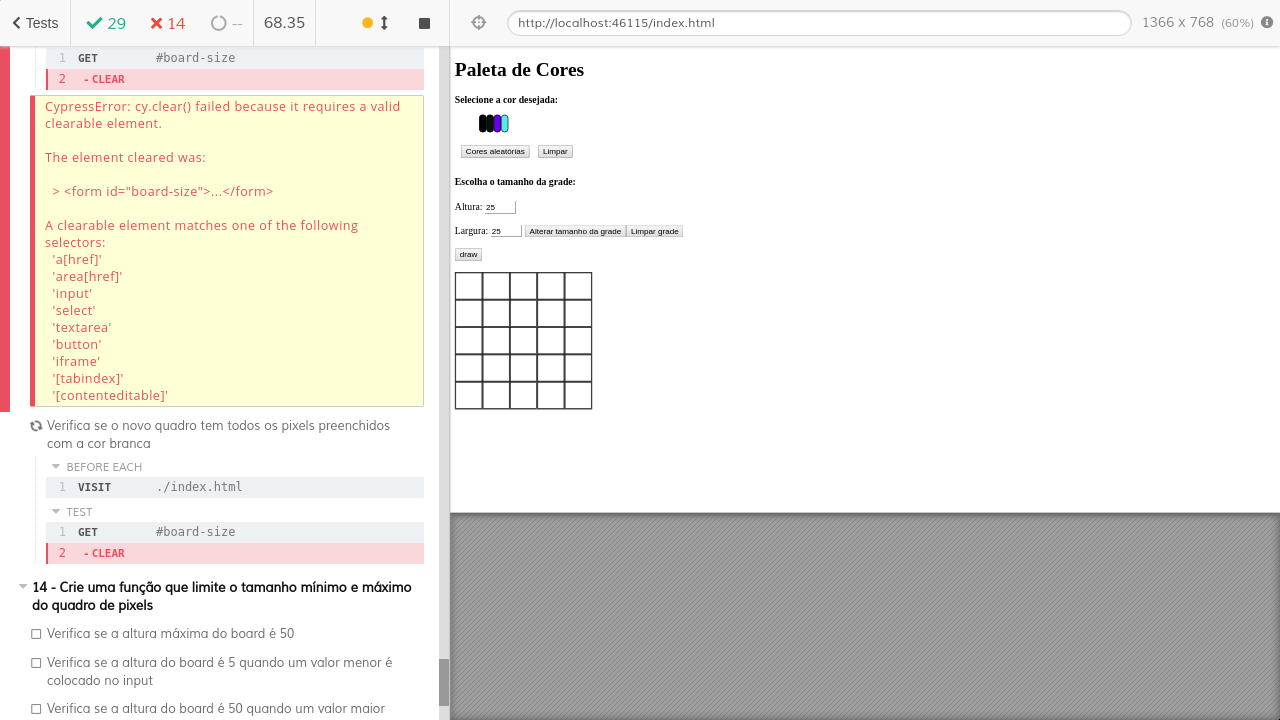 Tests
29
14
--
68.35
http://localhost:46115/index.html
1366 x 768 (60%)
1 GET #board-size
2 - CLEAR
CypressError: cy.clear() failed because it requires a valid
clearable element.
The element cleared was:
> <form id="board-size">...</form>
A clearable element matches one of the following
selectors:
'a[href]'
'area[href]'
'input'
'select'
'textarea'
'button'
'iframe'
'[tabindex]'
'[contenteditable]'
Verifica se o novo quadro tem todos os pixels preenchidos
com a cor branca
BEFORE EACH
1 VISIT ./index.html
TEST
1 GET #board-size
2 - CLEAR
14 - Crie uma função que limite o tamanho mínimo e máximo
do quadro de pixels
Verifica se a altura máxima do board é 50
Verifica se a altura do board é 5 quando um valor menor é
colocado no input
Verifica se a altura do board é 50 quando um valor maior
Paleta de Cores
Selecione a cor desejada:
Cores aleatórias Limpar
Escolha o tamanho da grade:
Altura: 25
Largura: 25 Alterar tamanho da grade Limpar grade
draw